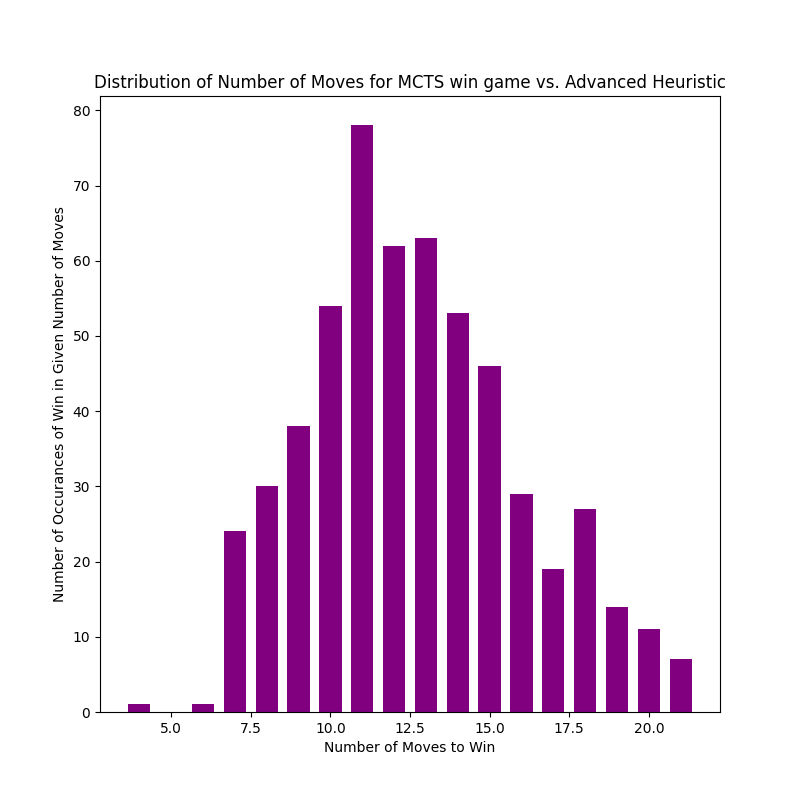 Distribution of Number of Moves for MCTS win game vs. Advanced Heuristic
Number of Occurances of Win in Given Number of Moves
80
70
60
50
40
30
20
10
0
5.0 7.5 10.0 12.5 15.0 17.5 20.0
Number of Moves to Win